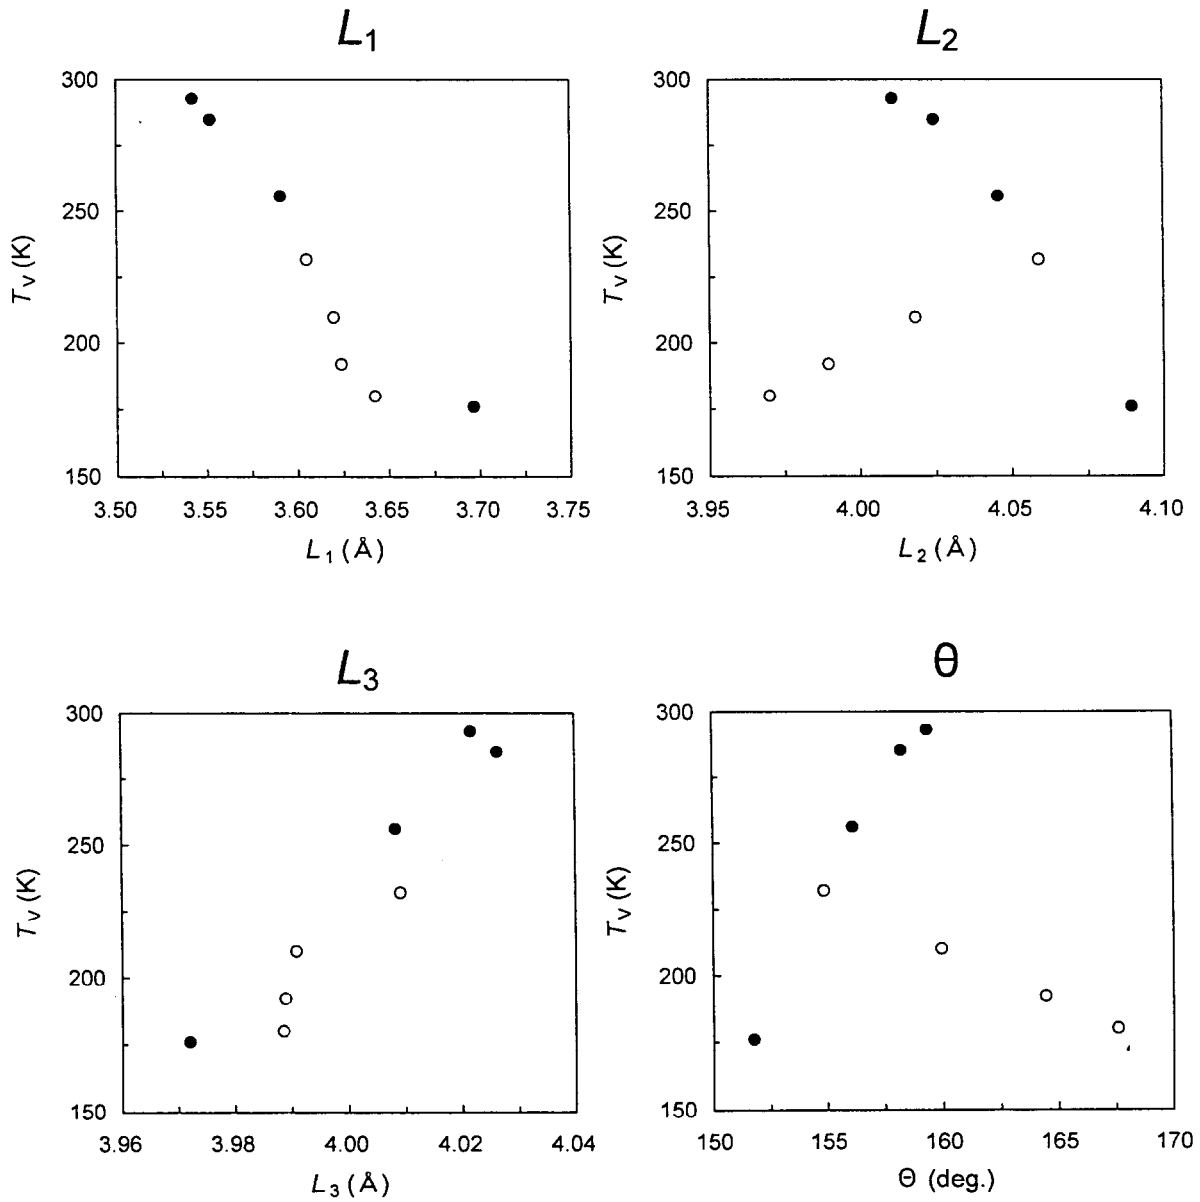 L1
300
250
200
150
TV (K)
3.50 3.55 3.60 3.65 3.70 3.75
L1 (Å)
L2
300
250
200
150
TV (K)
3.95 4.00 4.05 4.10
L2 (Å)
L3
300
250
200
150
TV (K)
3.96 3.98 4.00 4.02 4.04
L3 (Å)
θ
300
250
200
150
TV (K)
150 155 160 165 170
Θ (deg.)